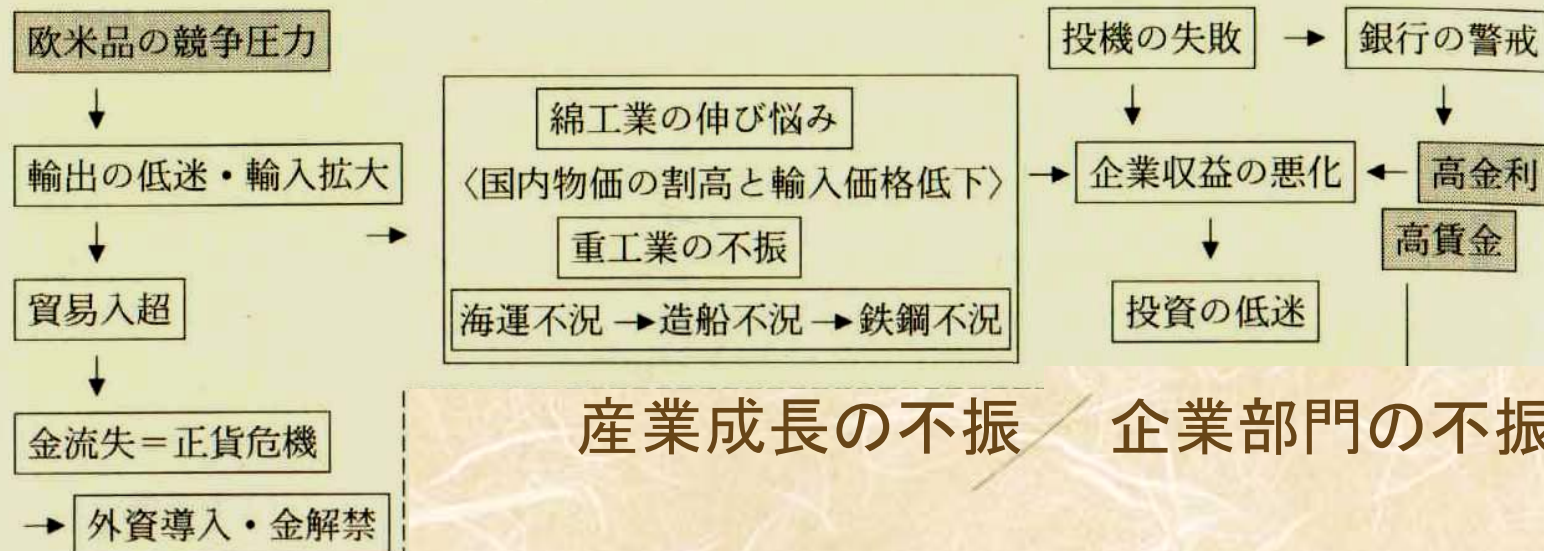 欧米品の競争圧力
↓
輸出の低迷・輸入拡大
↓
貿易入超
↓
金流失=正貨危機
→ 外資導入・金解禁
→
綿工業の伸び悩み
〈国内物価の割高と輸入価格低下〉
重工業の不振
海運不況→造船不況→鉄鋼不況
→
投機の失敗 → 銀行の警戒
↓ ↓
企業収益の悪化 ← 高金利
高賃金
↓
投資の低迷
産業成長の不振 企業部門の不振